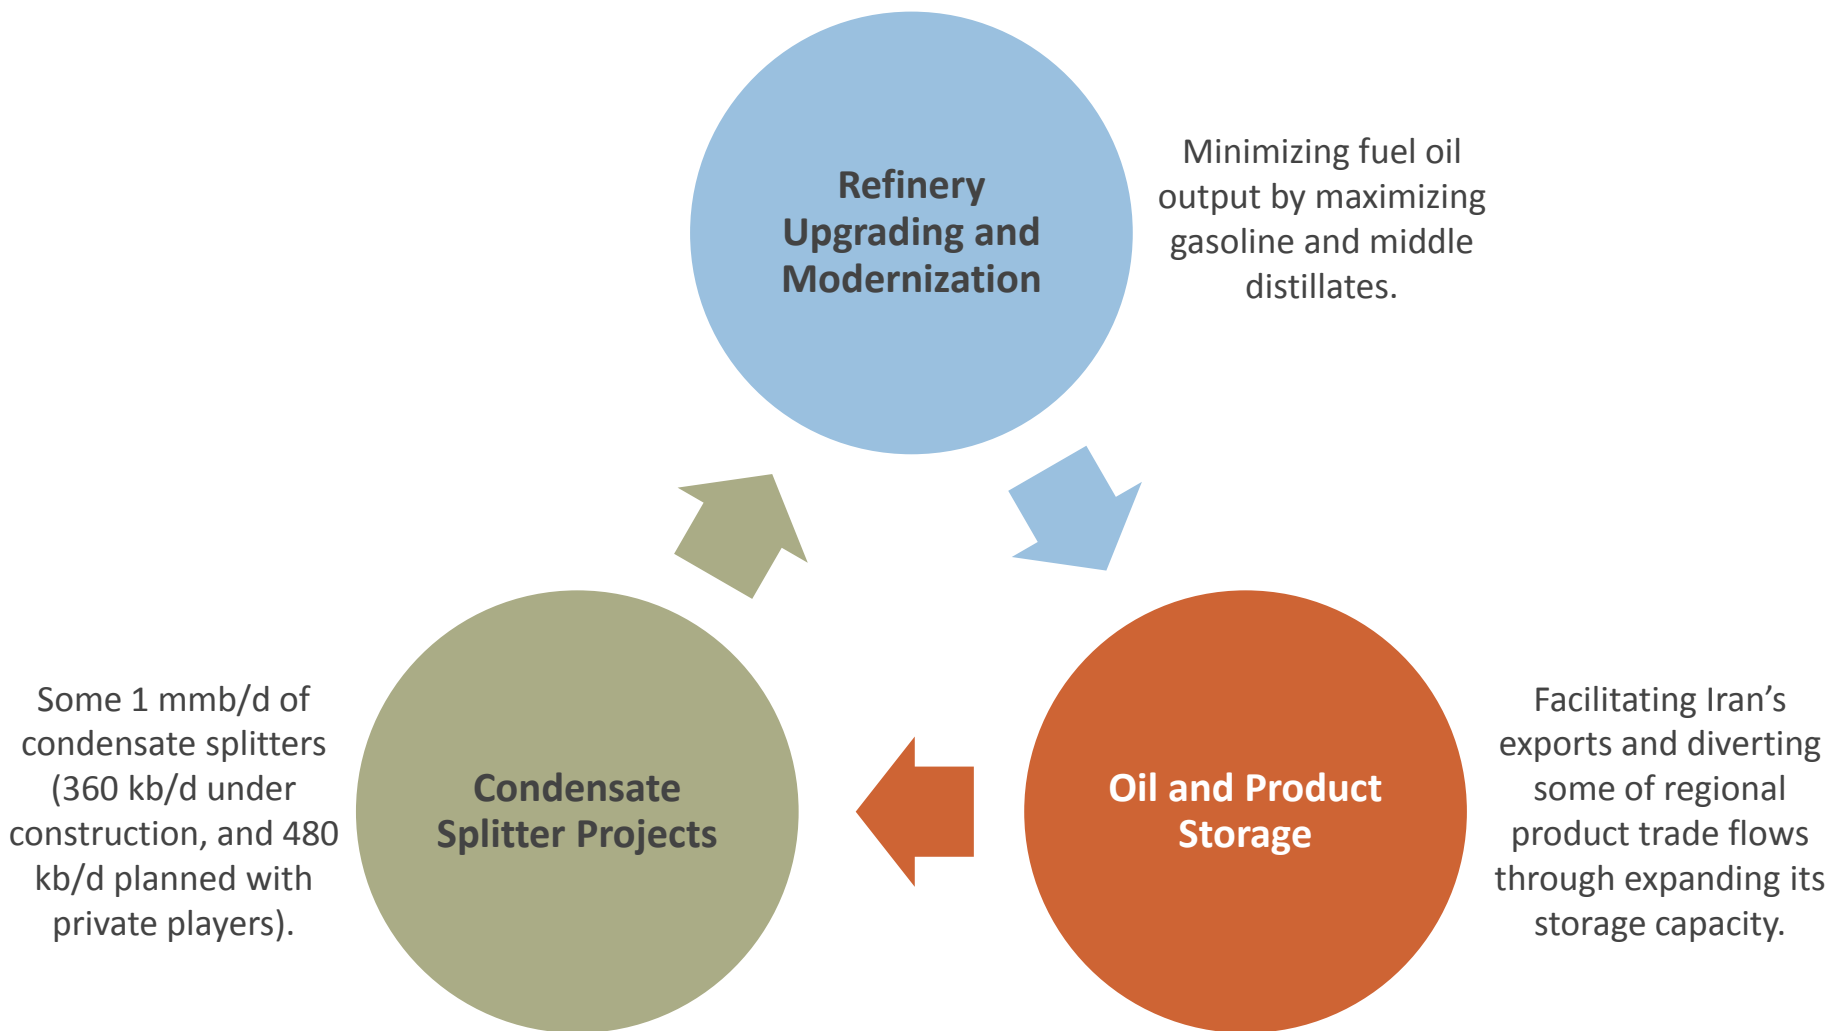 Refinery
Upgrading and
Modernization
Minimizing fuel oil
output by maximizing
gasoline and middle
distillates.
Oil and Product
Storage
Facilitating Iran’s
exports and diverting
some of regional
product trade flows
through expanding its
storage capacity.
Condensate
Splitter Projects
Some 1 mmb/d of
condensate splitters
(360 kb/d under
construction, and 480
kb/d planned with
private players).